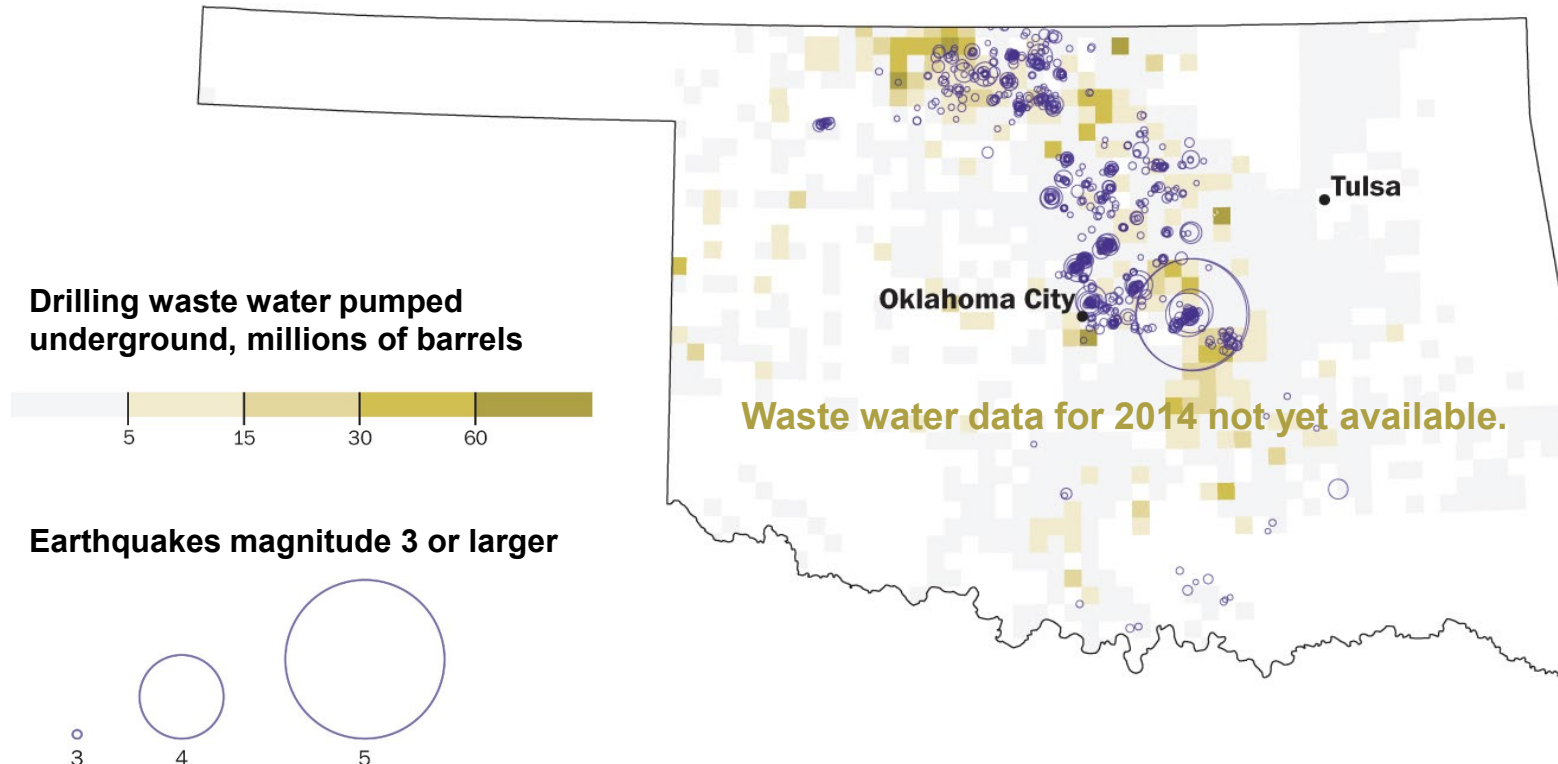 Tulsa
Oklahoma City
Drilling waste water pumped
underground, millions of barrels
5 15 30 60
Waste water data for 2014 not yet available.
Earthquakes magnitude 3 or larger
3 4 5